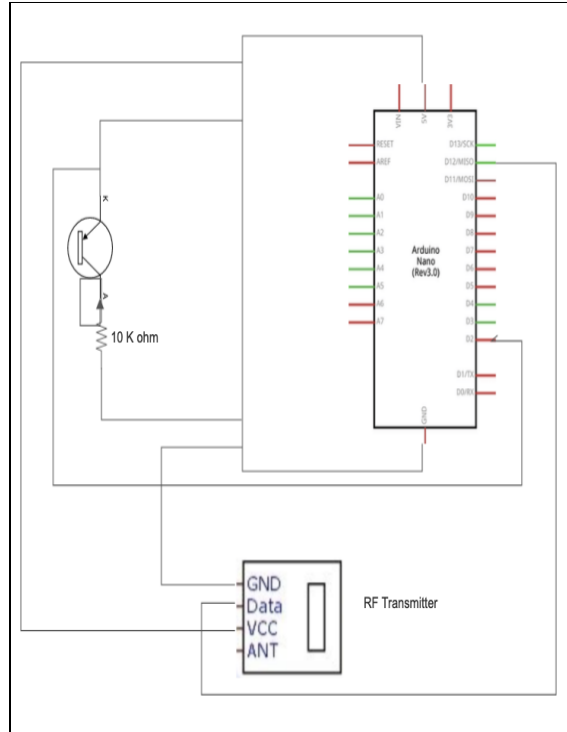 VIN
5V
3V3
RESET
AREF
D13/SCK
D12/MISO
D11/MOSI
A0
D10
A1
D9
A2
D8
A3
Arduino
Nano
(Rev3.0)
D7
A4
D6
A5
D5
A6
D4
A7
D3
D2
D1/TX
D0/RX
GND
K
A
10 K ohm
GND
Data
VCC
ANT
RF Transmitter